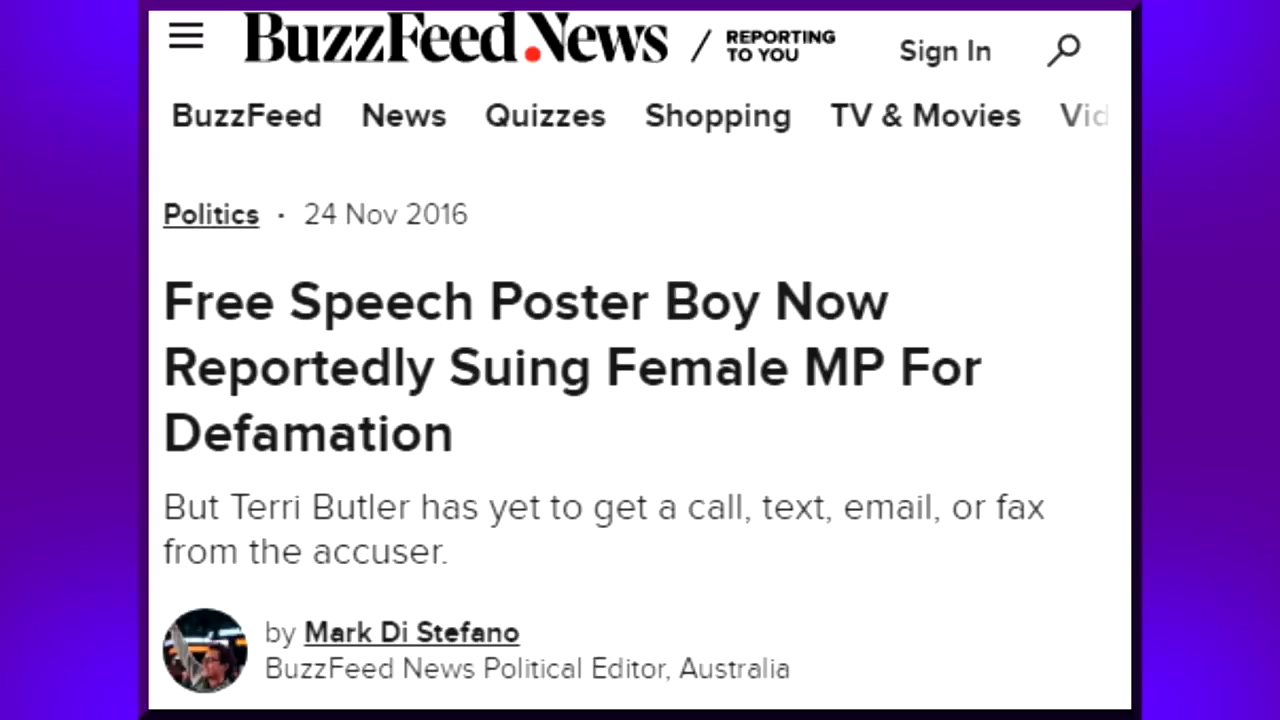 BuzzFeed News / REPORTING TO YOU Sign In
BuzzFeed News Quizzes Shopping TV & Movies Vid
Politics · 24 Nov 2016
Free Speech Poster Boy Now
Reportedly Suing Female MP For
Defamation
But Terri Butler has yet to get a call, text, email, or fax
from the accuser.
by Mark Di Stefano
BuzzFeed News Political Editor, Australia